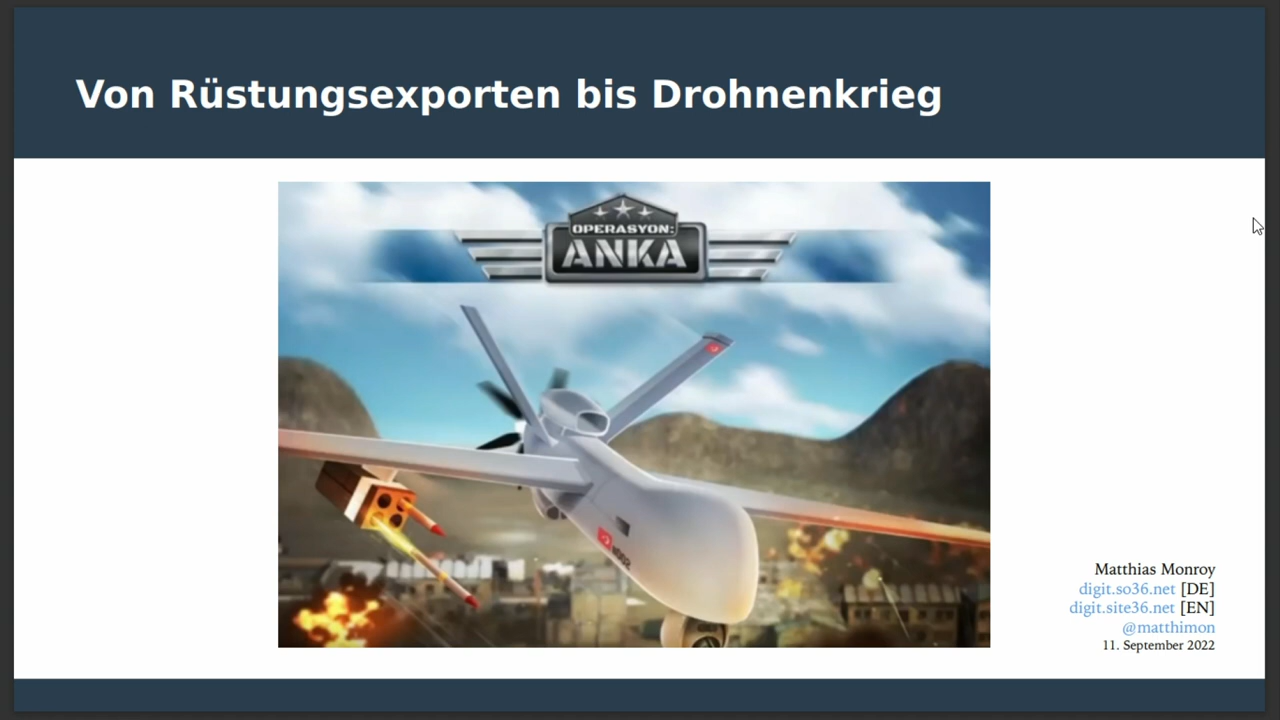 Von Rüstungsexporten bis Drohnenkrieg
OPERASYON:
ANKA
Matthias Monroy
digit.so36.net [DE]
digit.site36.net [EN]
@matthimon
11. September 2022